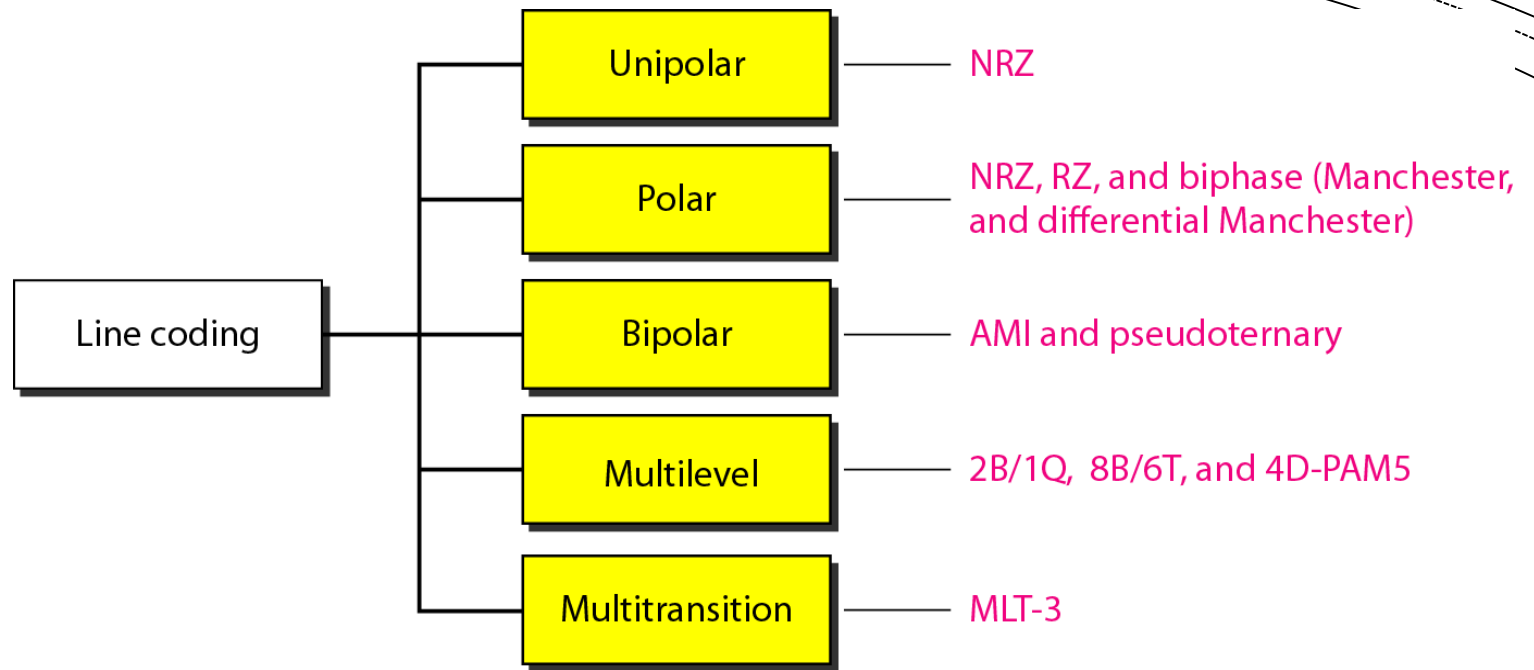 Line coding
Unipolar
NRZ
Polar
NRZ, RZ, and biphase (Manchester,
and differential Manchester)
Bipolar
AMI and pseudoternary
Multilevel
2B/1Q, 8B/6T, and 4D-PAM5
Multitransition
MLT-3